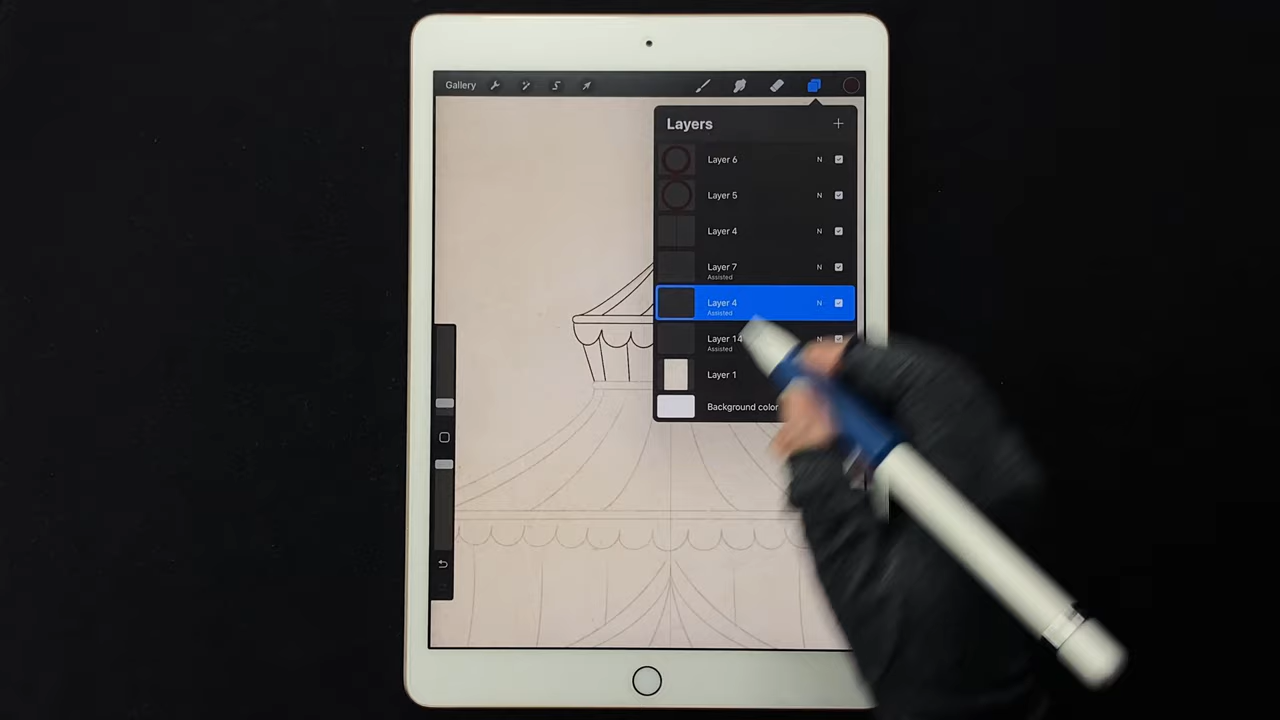 Gallery
Layers
Layer 6 N
Layer 5 N
Layer 4 N
Layer 7 N
Assisted
Layer 4 N
Assisted
Layer 14 N
Assisted
Layer 1
Background color